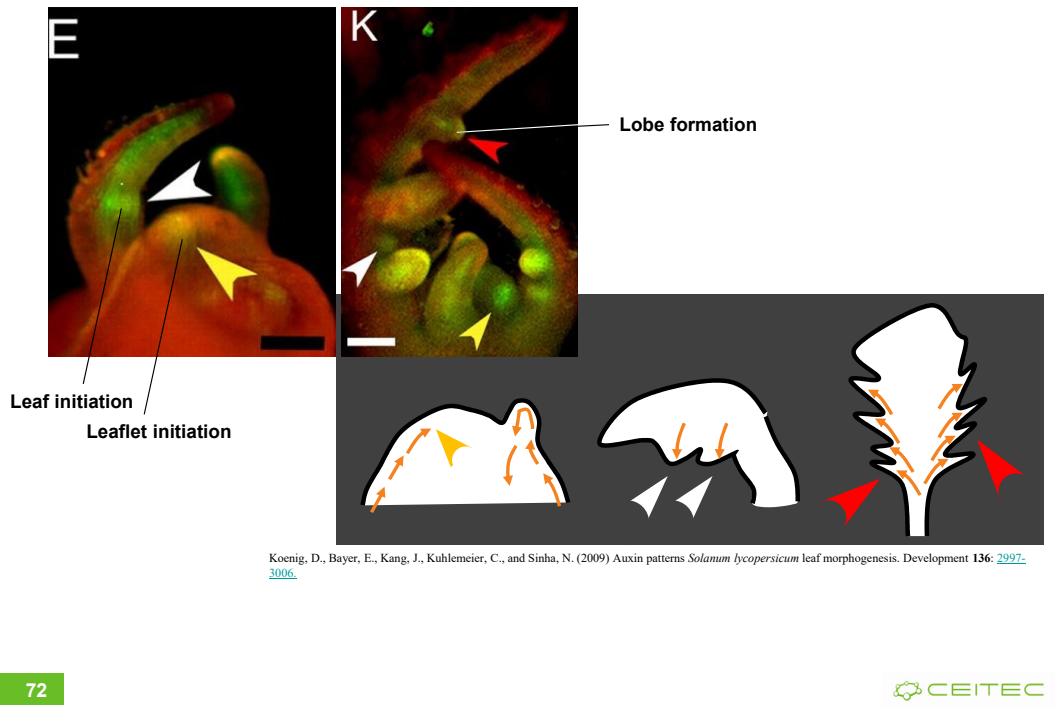 E
K
Lobe formation
Leaf initiation
Leaflet initiation
Koenig, D., Bayer, E., Kang, J., Kuhlemeier, C., and Sinha, N. (2009) Auxin patterns Solanum lycopersicum leaf morphogenesis. Development 136: 2997-
3006.
72
CEITEC